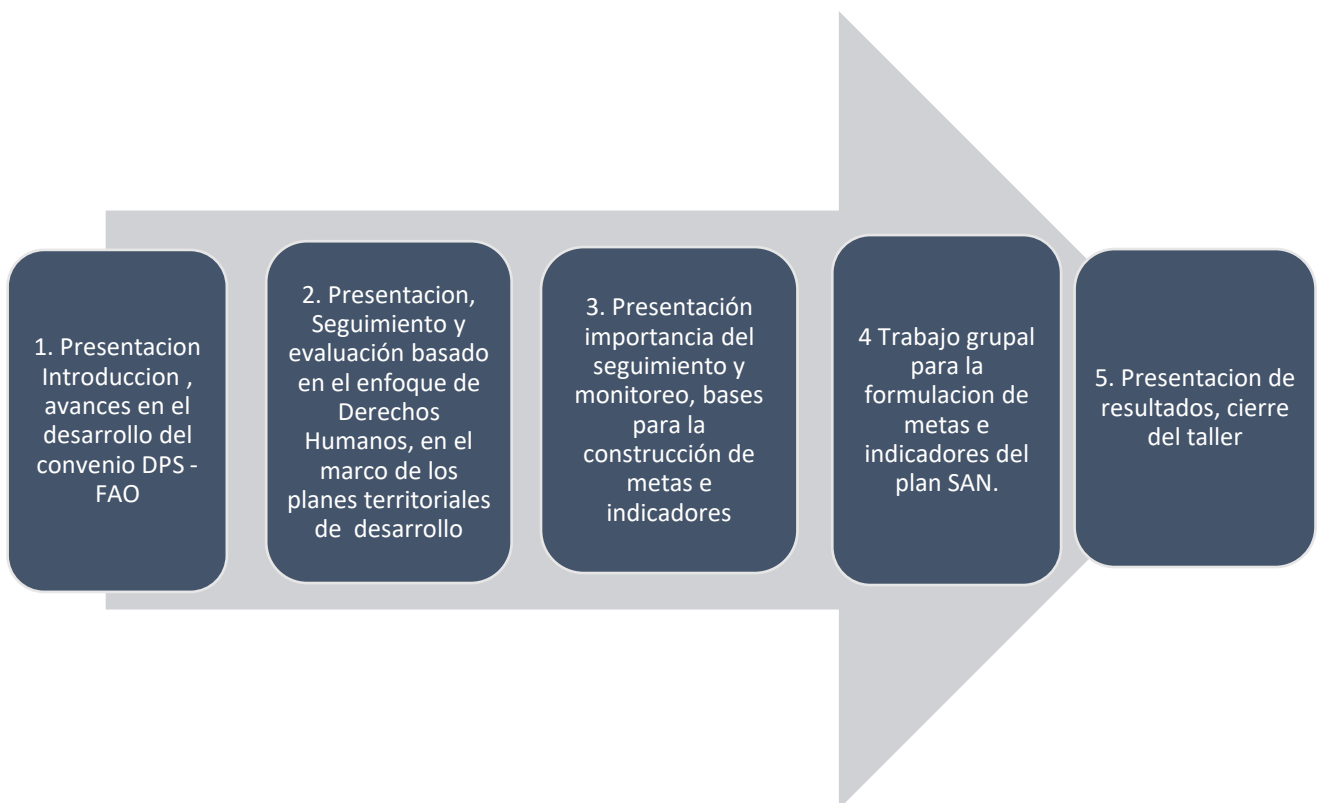 1. Presentacion
Introduccion ,
avances en el
desarrollo del
convenio DPS -
FAO
2. Presentacion,
Seguimiento y
evaluación basado
en el enfoque de
Derechos
Humanos, en el
marco de los
planes territoriales
de desarrollo
3. Presentación
importancia del
seguimiento y
monitoreo, bases
para la
construcción de
metas e
indicadores
4 Trabajo grupal
para la
formulacion de
metas e
indicadores del
plan SAN.
5. Presentacion de
resultados, cierre
del taller